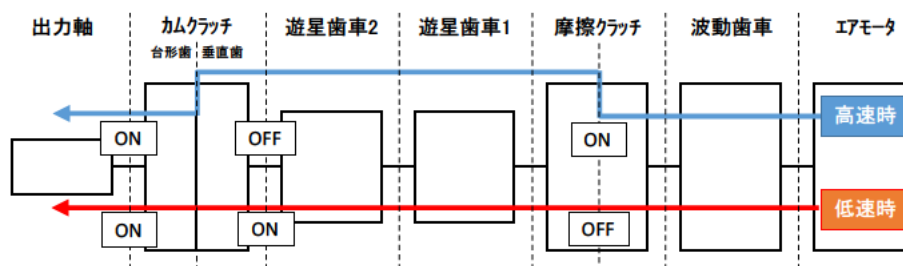 出力軸
カムクラッチ
台形歯 垂直歯
遊星歯車2
遊星歯車1
摩擦クラッチ
波動歯車
エアモータ
高速時
ON
OFF
ON
低速時
ON
ON
OFF